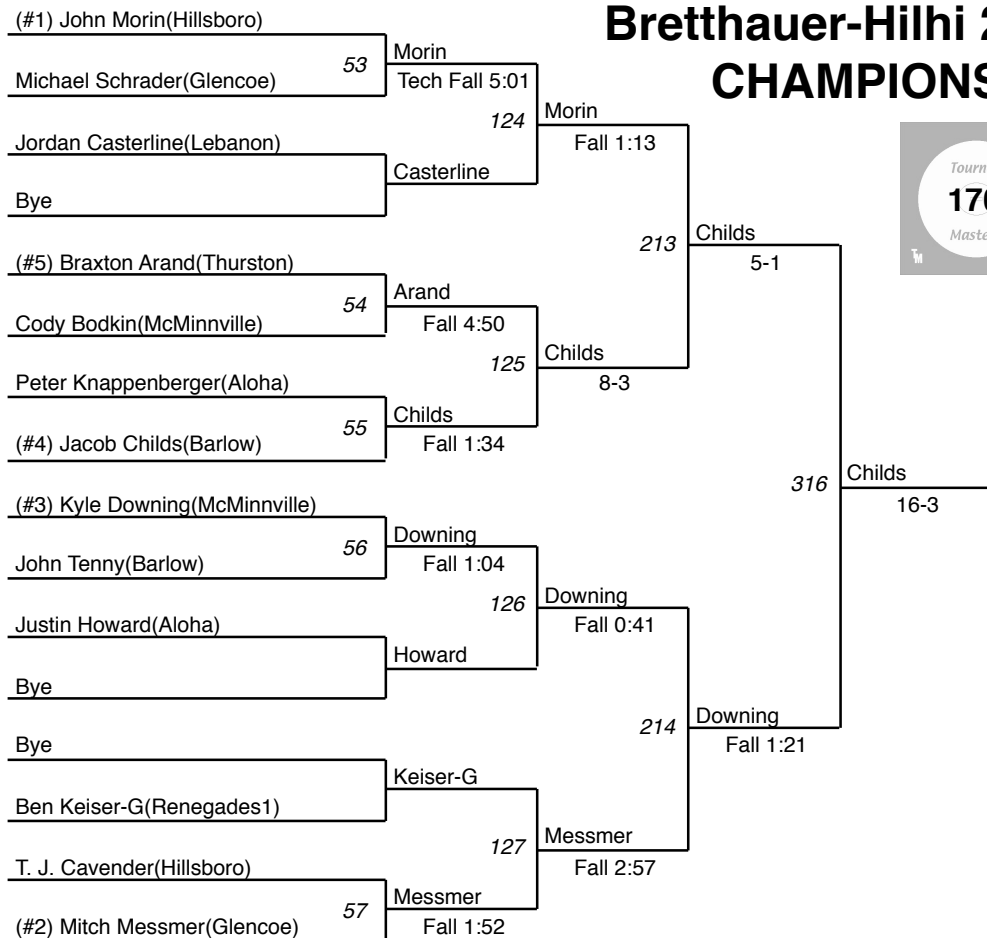 Bretthauer-Hilhi
CHAMPIONS
(#1) John Morin(Hillsboro)
53
Morin
Michael Schrader(Glencoe)
Tech Fall 5:01
124
Morin
Fall 1:13
Jordan Casterline(Lebanon)
Casterline
Bye
213
Childs
5-1
(#5) Braxton Arand(Thurston)
54
Arand
Cody Bodkin(McMinnville)
Fall 4:50
125
Childs
8-3
Peter Knappenberger(Aloha)
55
Childs
(#4) Jacob Childs(Barlow)
Fall 1:34
316
Childs
16-3
(#3) Kyle Downing(McMinnville)
56
Downing
John Tenny(Barlow)
Fall 1:04
126
Downing
Fall 0:41
Justin Howard(Aloha)
Howard
Bye
214
Downing
Fall 1:21
Bye
Keiser-G
Ben Keiser-G(Renegades1)
127
Messmer
Fall 2:57
T. J. Cavender(Hillsboro)
57
Messmer
(#2) Mitch Messmer(Glencoe)
Fall 1:52
TM